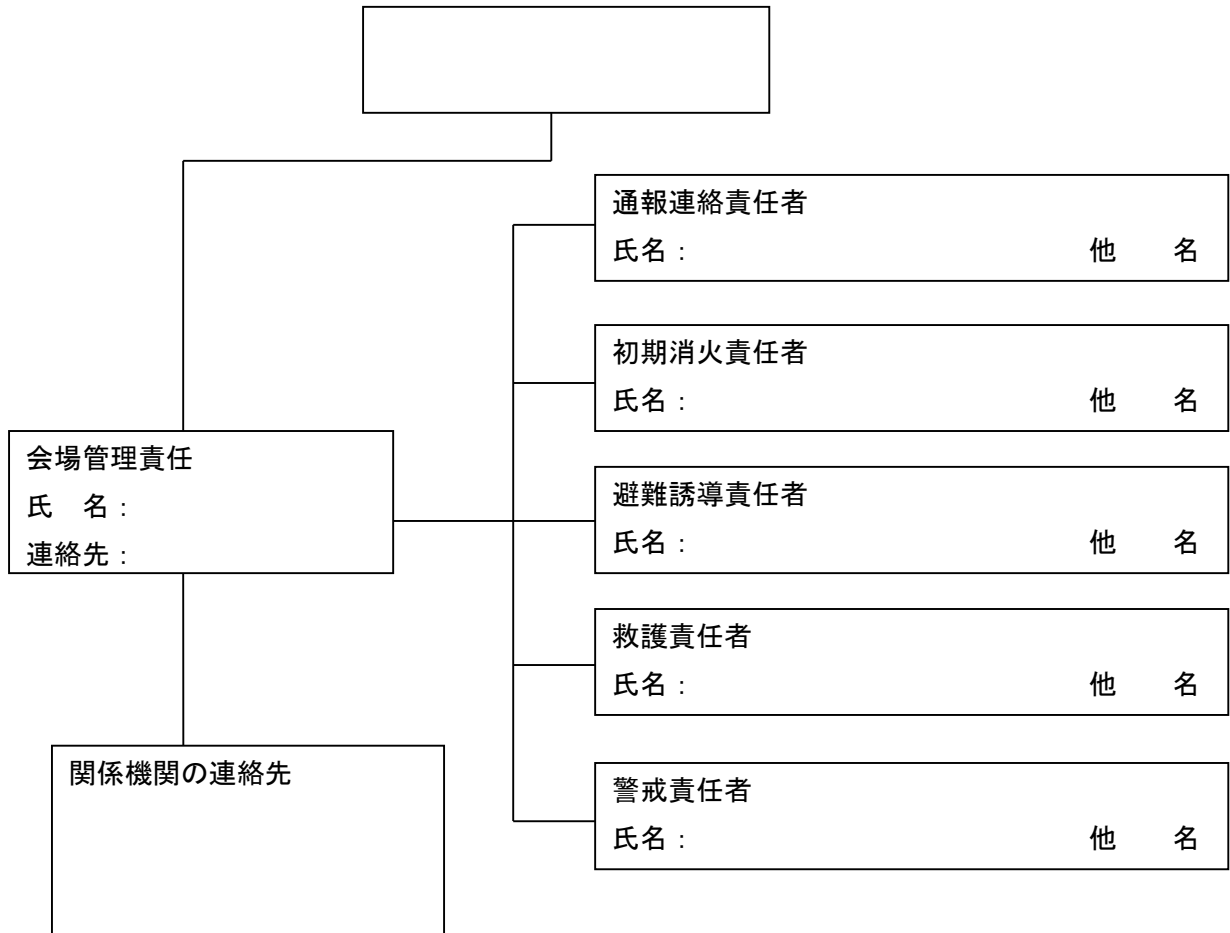 通報連絡責任者
氏名： 他 名
初期消火責任者
氏名： 他 名
会場管理責任
氏 名：
連絡先：
避難誘導責任者
氏名： 他 名
救護責任者
氏名： 他 名
関係機関の連絡先
警戒責任者
氏名： 他 名